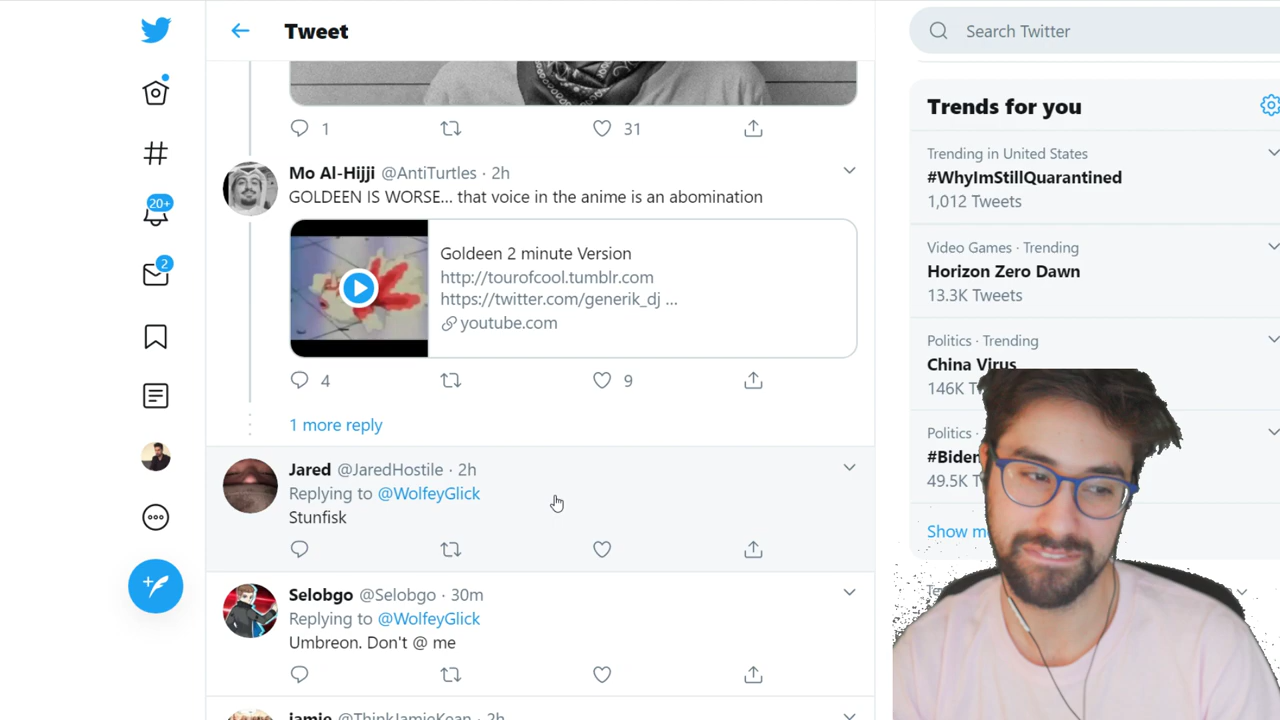 Tweet
1
31
Mo Al-Hijji @AntiTurtles · 2h
GOLDEEN IS WORSE... that voice in the anime is an abomination
Goldeen 2 minute Version
http://tourofcool.tumblr.com
https://twitter.com/generik_dj ...
youtube.com
4
9
1 more reply
Jared @JaredHostile · 2h
Replying to @WolfeyGlick
Stunfisk
Selobgo @Selobgo · 30m
Replying to @WolfeyGlick
Umbreon. Don't @ me
jamie @ThinkJamieKean · 2h
20+
2
Search Twitter
Trends for you
Trending in United States
#WhyImStillQuarantined
1,012 Tweets
Video Games · Trending
Horizon Zero Dawn
13.3K Tweets
Politics · Trending
China Virus
146K T
Politics ·
#Biden
49.5K T
Show m